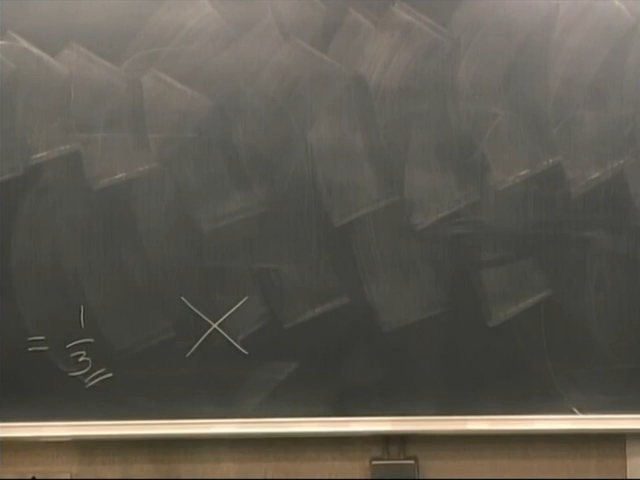 = 1/3 ×